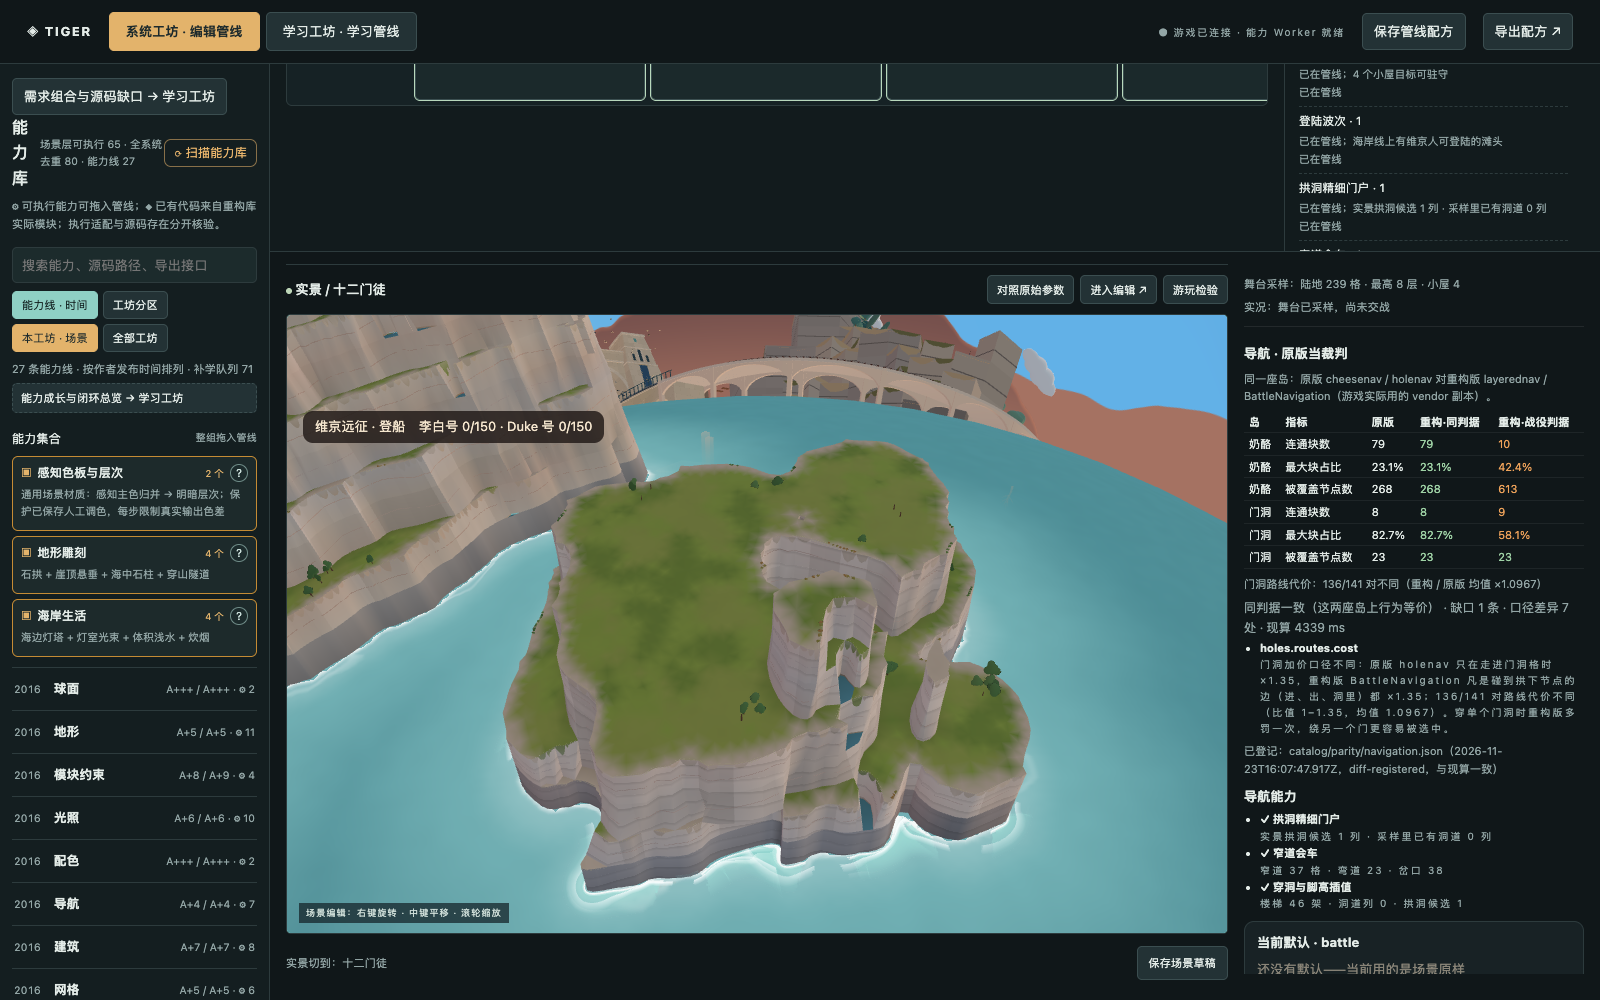 ◈ TIGER
系统工坊 · 编辑管线
学习工坊 · 学习管线
游戏已连接 · 能力 Worker 就绪
保存管线配方
导出配方 ↗
需求组合与源码缺口 → 学习工坊
能力库
场景层可执行 65 · 全系统去重 80 · 能力线 27
⟳ 扫描能力库
⚙ 可执行能力可拖入管线；◆ 已有代码来自重构库
实际模块；执行适配与源码存在分开核验。
搜索能力、源码路径、导出接口
能力线 · 时间
工坊分区
本工坊 · 场景
全部工坊
27 条能力线 · 按作者发布时间排列 · 补学队列 71
能力成长与闭环总览 → 学习工坊
能力集合
整组拖入管线
▣ 感知色板与层次 2 个 ?
通用场景材质：感知主色归并 → 明暗层次；保
护已保存人工调色，每步限制真实输出色差
▣ 地形雕刻 4 个 ?
石拱 + 崖顶悬垂 + 海中石柱 + 穿山隧道
▣ 海岸生活 4 个 ?
海边灯塔 + 灯室光束 + 体积浅水 + 炊烟
2016 球面 A+++ / A+++ · ⚙ 2
2016 地形 A+5 / A+5 · ⚙ 11
2016 模块约束 A+8 / A+9 · ⚙ 4
2016 光照 A+6 / A+6 · ⚙ 10
2016 配色 A+++ / A+++ · ⚙ 2
2016 导航 A+4 / A+4 · ⚙ 7
2016 建筑 A+7 / A+7 · ⚙ 8
2016 网格 A+5 / A+5 · ⚙ 6
已在管线；4 个小屋目标可驻守
已在管线
登陆波次 · 1
已在管线；海岸线上有维京人可登陆的滩头
已在管线
拱洞精细门户 · 1
已在管线；实景拱洞候选 1 列 · 采样里已有洞道 0 列
已在管线
实景 / 十二门徒
对照原始参数
进入编辑 ↗
游玩检验
维京远征 · 登船 李白号 0/150 · Duke 号 0/150
场景编辑：右键旋转 · 中键平移 · 滚轮缩放
实景切到：十二门徒
保存场景草稿
舞台采样：陆地 239 格 · 最高 8 层 · 小屋 4
实况：舞台已采样，尚未交战
导航 · 原版当裁判
同一座岛：原版 cheesenav / holenav 对重构版 layerednav /
BattleNavigation（游戏实际用的 vendor 副本）。
岛 指标 原版 重构·同判据 重构·战役判据
奶酪 连通块数 79 79 10
奶酪 最大块占比 23.1% 23.1% 42.4%
奶酪 被覆盖节点数 268 268 613
门洞 连通块数 8 8 9
门洞 最大块占比 82.7% 82.7% 58.1%
门洞 被覆盖节点数 23 23 23
门洞路线代价：136/141 对不同（重构 / 原版 均值 ×1.0967）
同判据一致（这两座岛上行为等价） · 缺口 1 条 · 口径差异 7
处 · 现算 4339 ms
• holes.routes.cost
门洞加价口径不同：原版 holenav 只在走进门洞格时
×1.35，重构版 BattleNavigation 凡是碰到拱下节点的
边（进、出、洞里）都 ×1.35；136/141 对路线代价不同
（比值 1–1.35，均值 1.0967）。穿单个门洞时重构版多
罚一次，绕另一个门更容易被选中。
已登记：catalog/parity/navigation.json（2026-11-
23T16:07:47.917Z，diff-registered，与现算一致）
导航能力
• ✓ 拱洞精细门户
实景拱洞候选 1 列 · 采样里已有洞道 0 列
• ✓ 窄道会车
窄道 37 格 · 弯道 23 · 岔口 38
• ✓ 穿洞与脚高插值
楼梯 46 架 · 洞道列 0 · 拱洞候选 1
当前默认 · battle
还没有默认——当前用的是场景原样